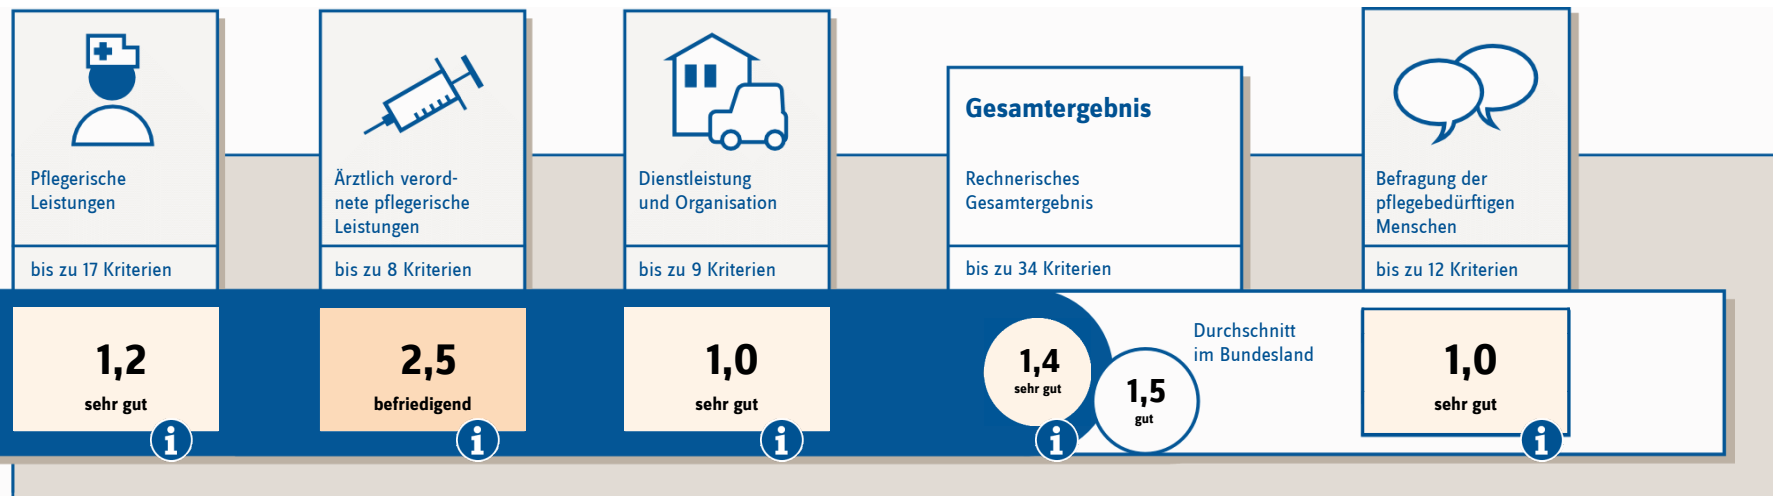 Pflegerische
Leistungen
bis zu 17 Kriterien
1,2
sehr gut
i
Ärztlich verord-
nete pflegerische
Leistungen
bis zu 8 Kriterien
2,5
befriedigend
i
Dienstleistung
und Organisation
bis zu 9 Kriterien
1,0
sehr gut
i
Gesamtergebnis
Rechnerisches
Gesamtergebnis
bis zu 34 Kriterien
1,4
sehr gut
i
1,5
gut
Durchschnitt
im Bundesland
Befragung der
pflegebedürftigen
Menschen
bis zu 12 Kriterien
1,0
sehr gut
i